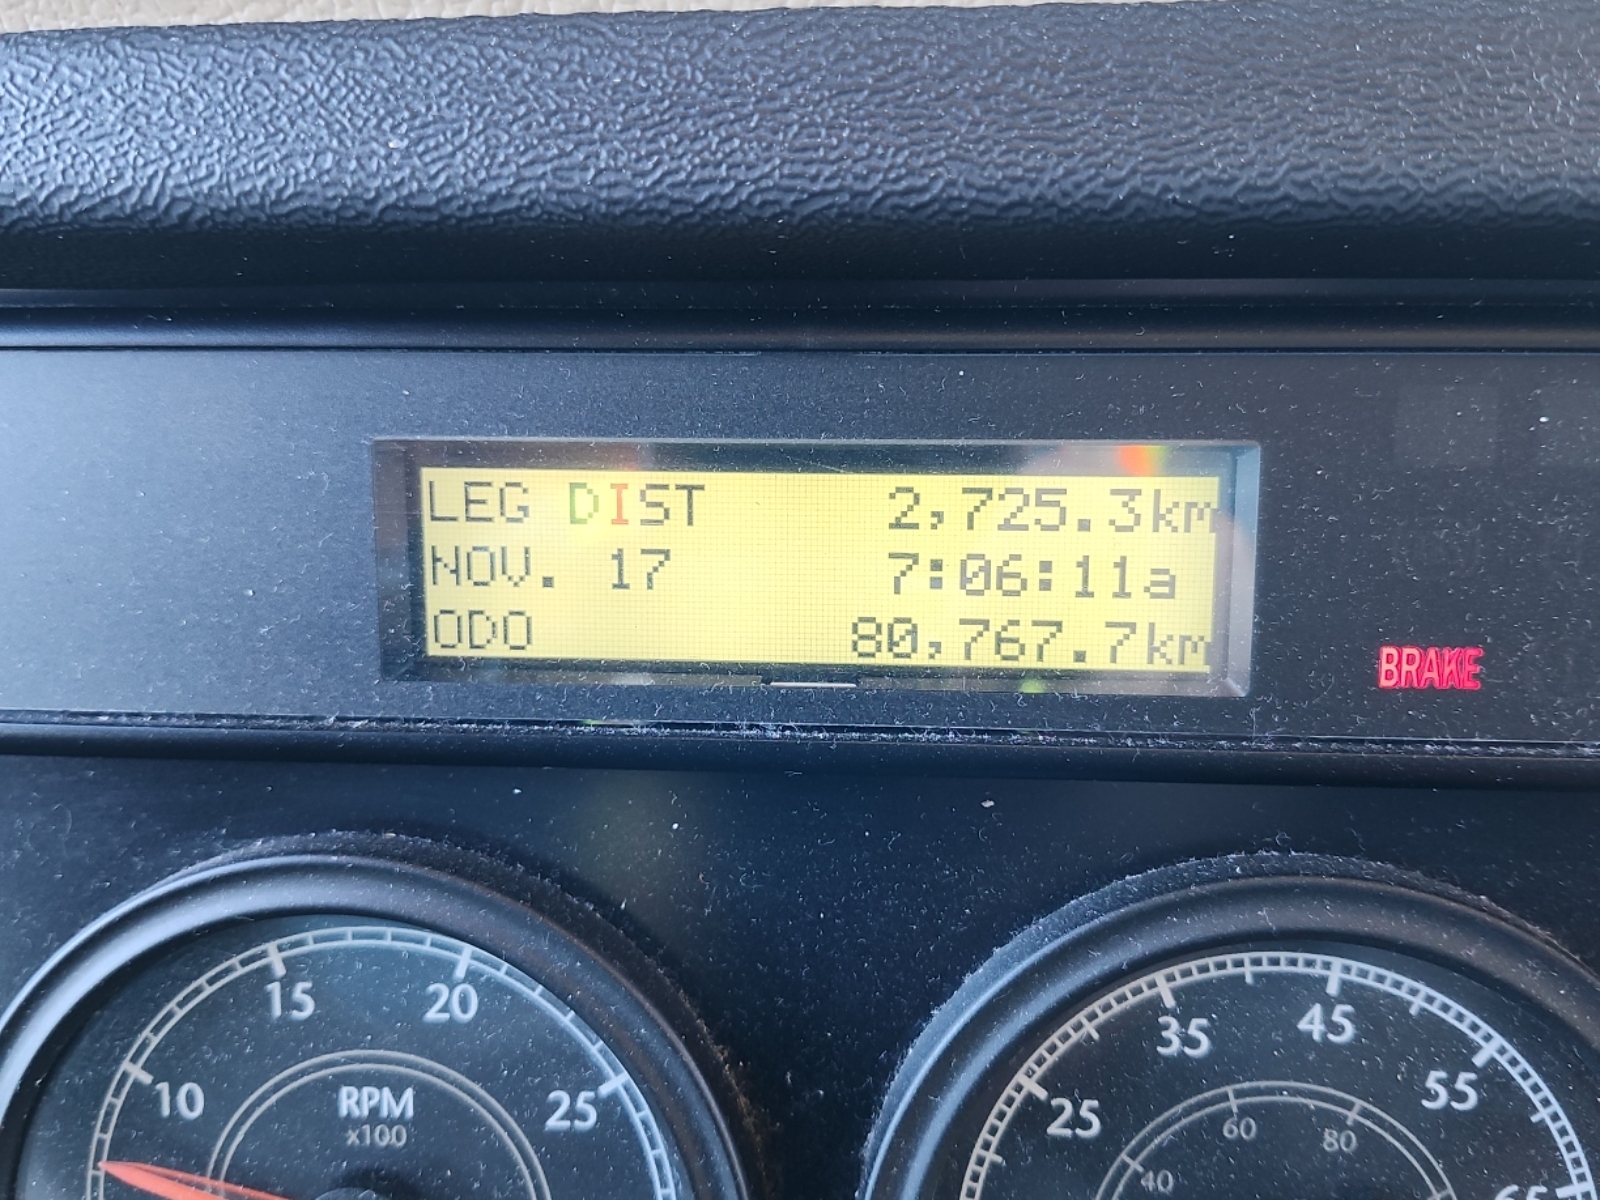 LEG DIST 2,725.3km
NOV. 17 7:06:11a
ODO 80,767.7km
BRAKE
15 20
10 25
RPM
x100
35 45
25 55
60 80
40 65